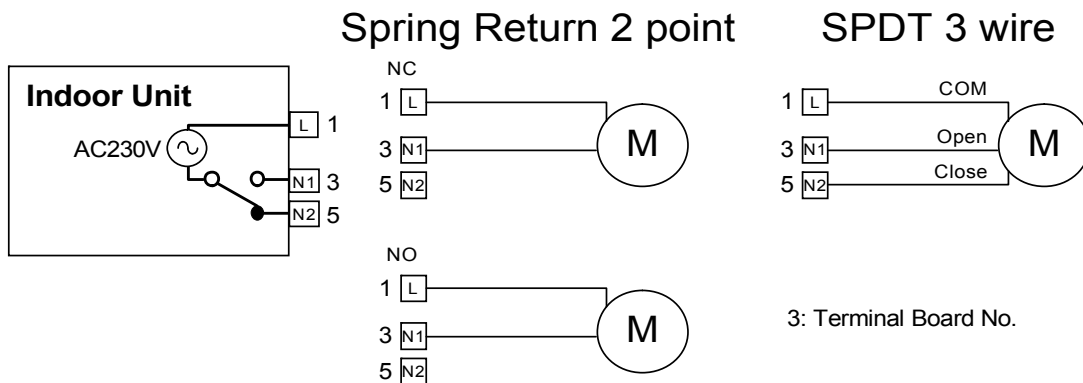 Spring Return 2 point
SPDT 3 wire
Indoor Unit
AC230V
L 1
N1 3
N2 5
NC
1 L
3 N1
5 N2
M
NO
1 L
3 N1
5 N2
M
1 L COM
3 N1 Open
5 N2 Close
M
3: Terminal Board No.